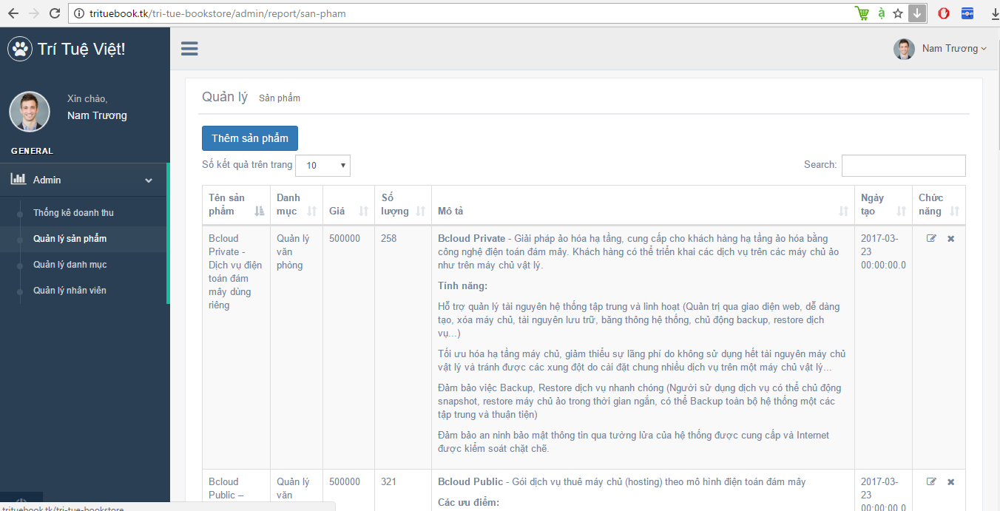 trituebook.tk/tri-tue-bookstore/admin/report/san-pham
Trí Tuệ Việt!
Nam Trương
Xin chào,
Nam Trương
GENERAL
Admin
Thống kê doanh thu
Quản lý sản phẩm
Quản lý danh mục
Quản lý nhân viên
Quản lý Sản phẩm
Thêm sản phẩm
Số kết quả trên trang 10
Search:
Tên sản phẩm
Danh mục
Giá
Số lượng
Mô tả
Ngày tạo
Chức năng
Bcloud
Private -
Dịch vụ điện
toán đám
mây dùng
riêng
Quản lý
văn
phòng
500000
258
Bcloud Private - Giải pháp ảo hóa hạ tầng, cung cấp cho khách hàng hạ tầng ảo hóa bằng
công nghệ điện toán đám mây. Khách hàng có thể triển khai các dịch vụ trên các máy chủ ảo
như trên máy chủ vật lý.
Tính năng:
Hỗ trợ quản lý tài nguyên hệ thống tập trung và linh hoạt (Quản trị qua giao diện web, dễ dàng
tạo, xóa máy chủ, tài nguyên lưu trữ, băng thông hệ thống, chủ động backup, restore dịch
vụ...)
Tối ưu hóa hạ tầng máy chủ, giảm thiểu sự lãng phí do không sử dụng hết tài nguyên máy chủ
vật lý và tránh được các xung đột do cài đặt chung nhiều dịch vụ trên một máy chủ vật lý...
Đảm bảo việc Backup, Restore dịch vụ nhanh chóng (Người sử dụng dịch vụ có thể chủ động
snapshot, restore máy chủ ảo trong thời gian ngắn, có thể Backup toàn bộ hệ thống một các
tập trung và thuận tiện)
Đảm bảo an ninh bảo mật thông tin qua tường lửa của hệ thống được cung cấp và Internet
được kiểm soát chặt chẽ.
2017-03-
23
00:00:00.0
Bcloud
Public –
Quản lý
văn
500000
321
Bcloud Public - Gói dịch vụ thuê máy chủ (hosting) theo mô hình điện toán đám mây
Các ưu điểm:
2017-03-
23
00:00:00.0
trituebook.tk/tri-tue-bookstore